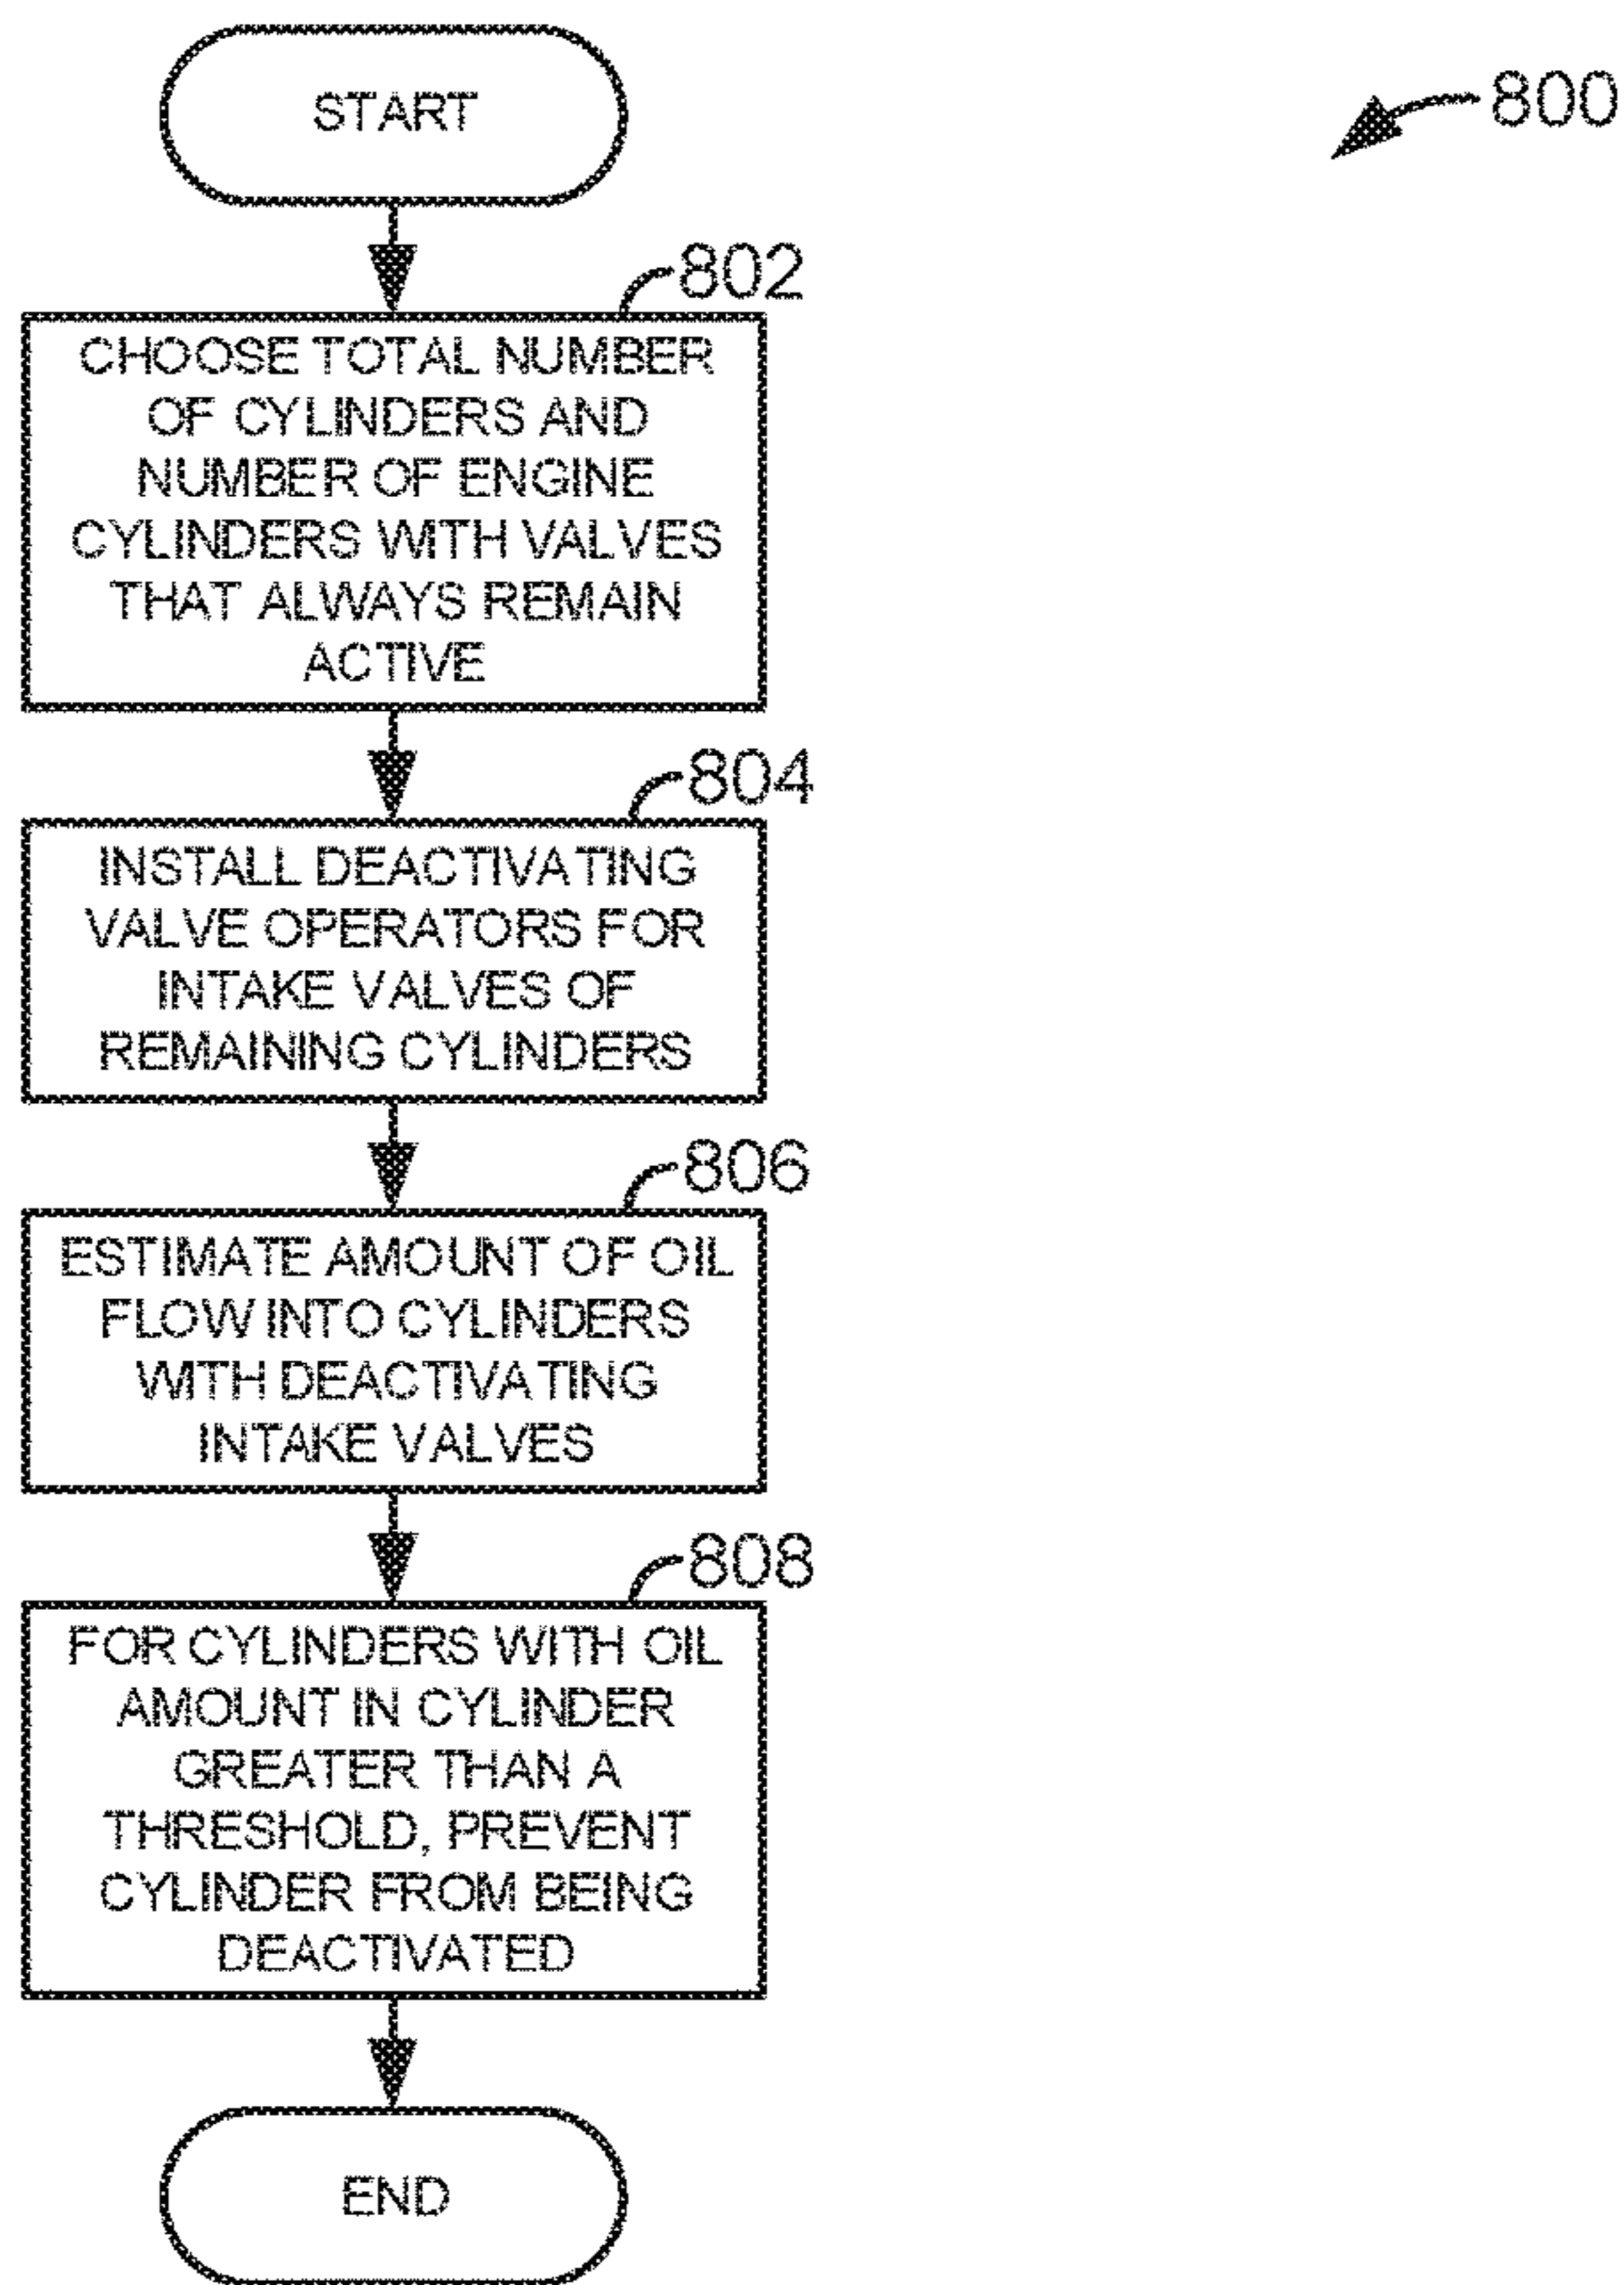 START
800
802
CHOOSE TOTAL NUMBER
OF CYLINDERS AND
NUMBER OF ENGINE
CYLINDERS WITH VALVES
THAT ALWAYS REMAIN
ACTIVE
804
INSTALL DEACTIVATING
VALVE OPERATORS FOR
INTAKE VALVES OF
REMAINING CYLINDERS
806
ESTIMATE AMOUNT OF OIL
FLOW INTO CYLINDERS
WITH DEACTIVATING
INTAKE VALVES
808
FOR CYLINDERS WITH OIL
AMOUNT IN CYLINDER
GREATER THAN A
THRESHOLD, PREVENT
CYLINDER FROM BEING
DEACTIVATED
END